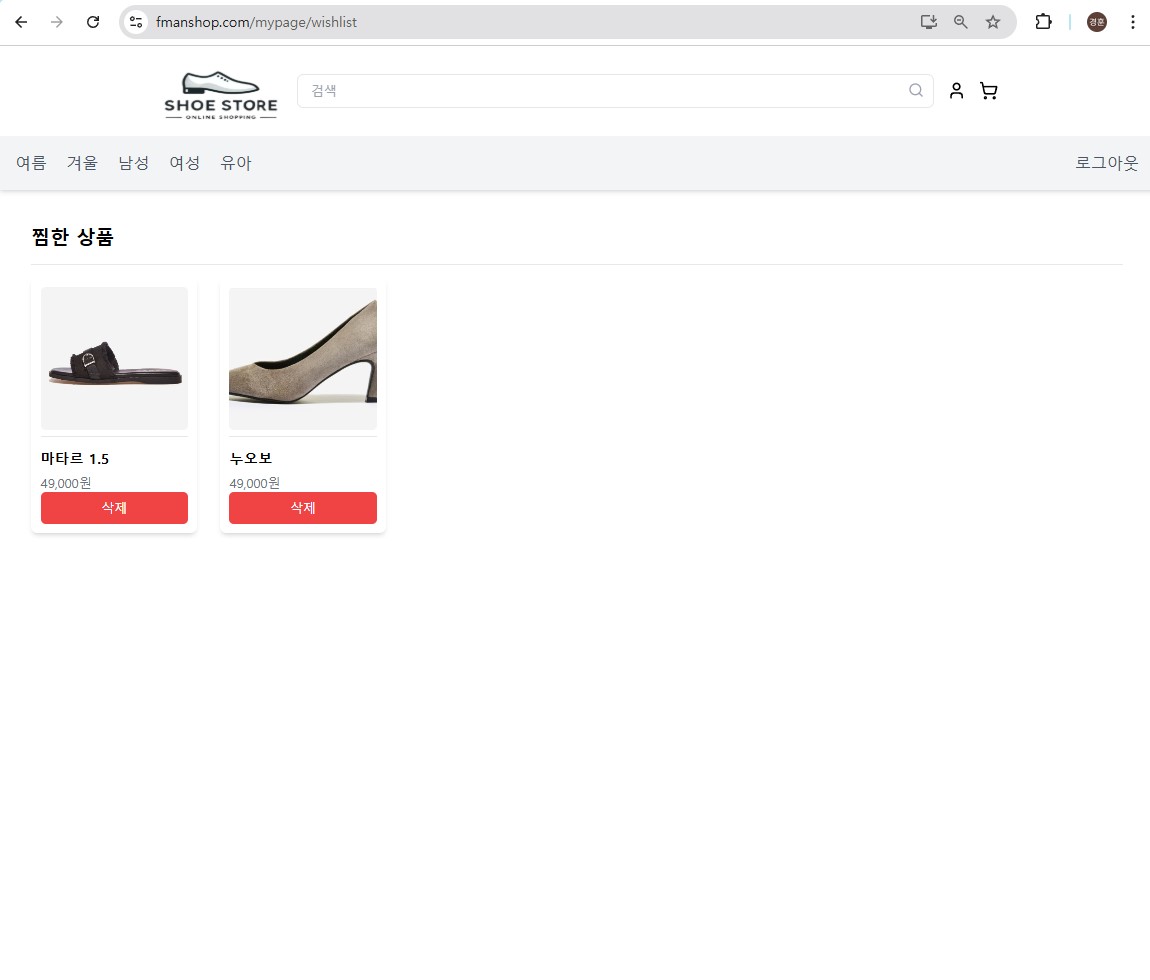 fmanshop.com/mypage/wishlist
경훈
SHOE STORE
ONLINE SHOPPING
검색
여름 겨울 남성 여성 유아 로그아웃
찜한 상품
마타르 1.5 누오보
49,000원 49,000원
삭제 삭제